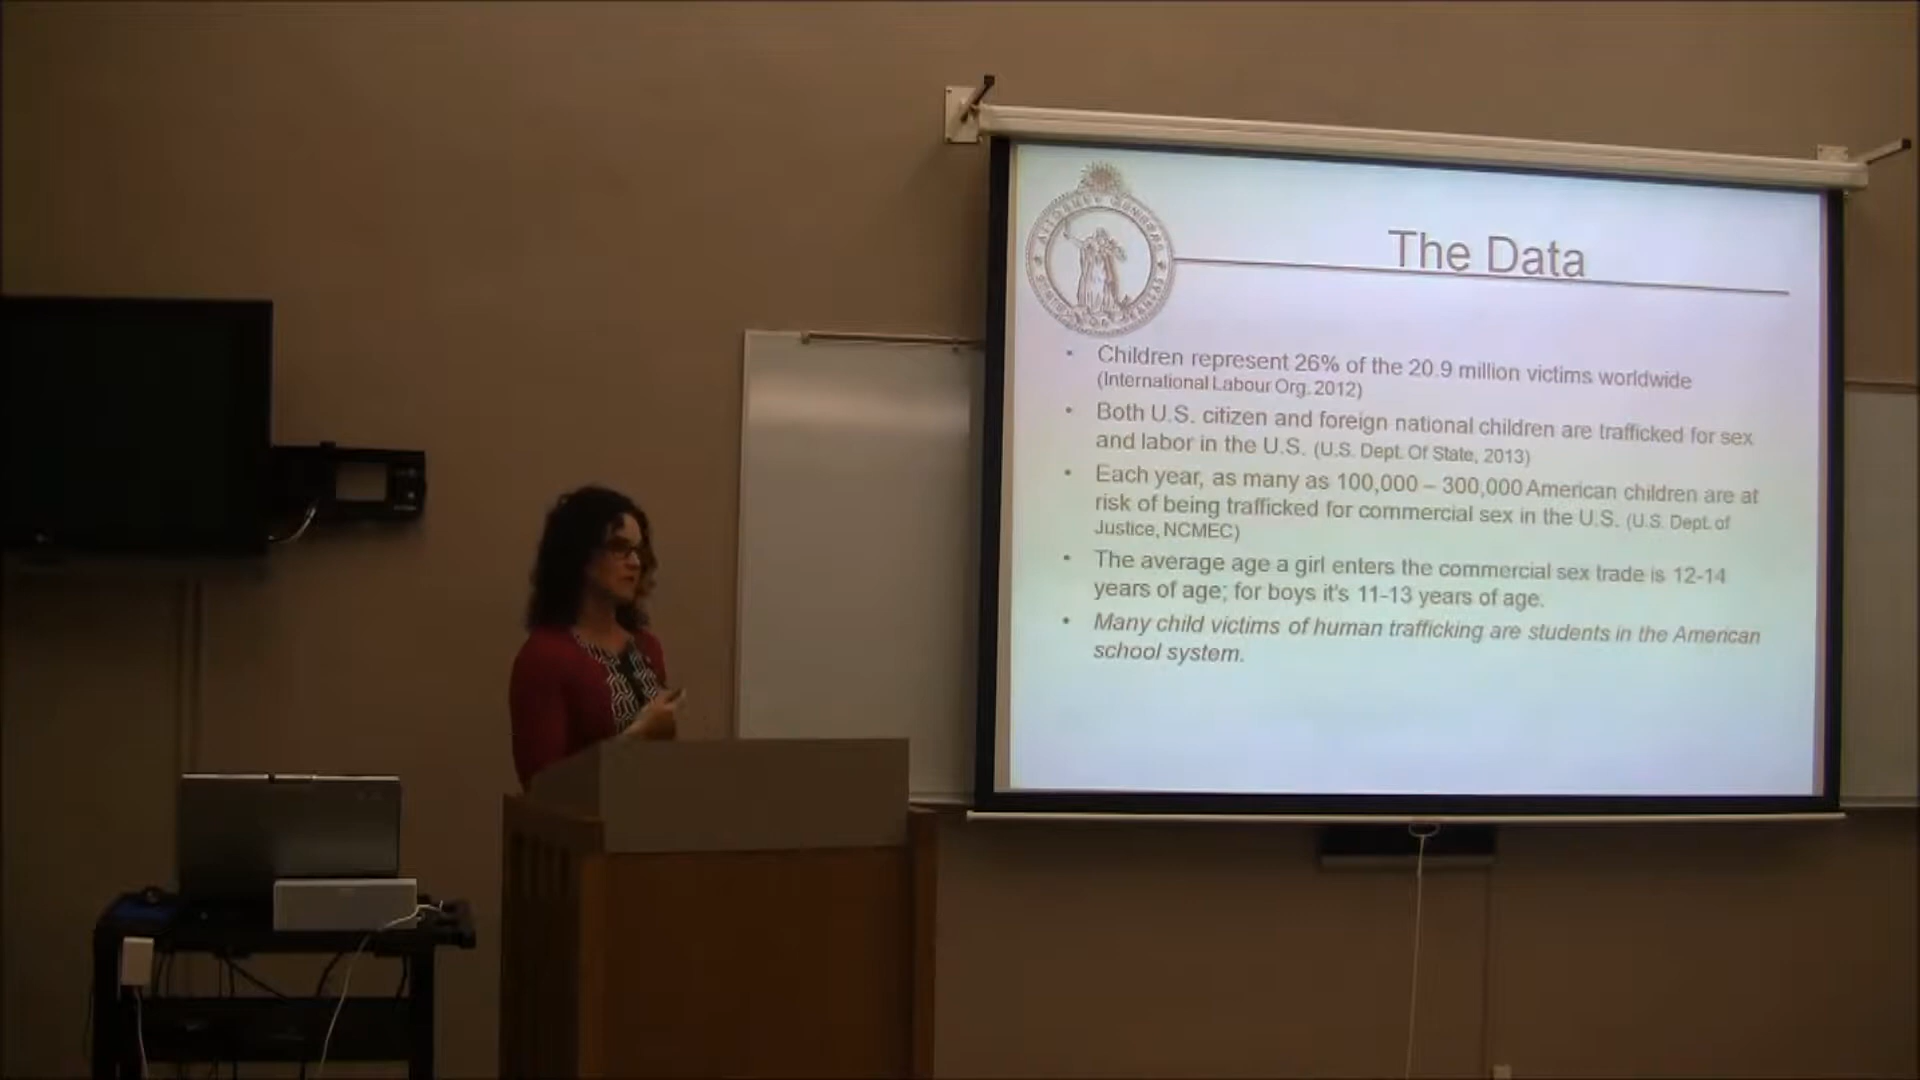 ATTORNEY GENERAL
The Data
• Children represent 26% of the 20.9 million victims worldwide
(International Labour Org. 2012)
• Both U.S. citizen and foreign national children are trafficked for sex
and labor in the U.S. (U.S. Dept. Of State, 2013)
• Each year, as many as 100,000 – 300,000 American children are at
risk of being trafficked for commercial sex in the U.S. (U.S. Dept. of
Justice, NCMEC)
• The average age a girl enters the commercial sex trade is 12-14
years of age; for boys it's 11-13 years of age.
• Many child victims of human trafficking are students in the American
school system.